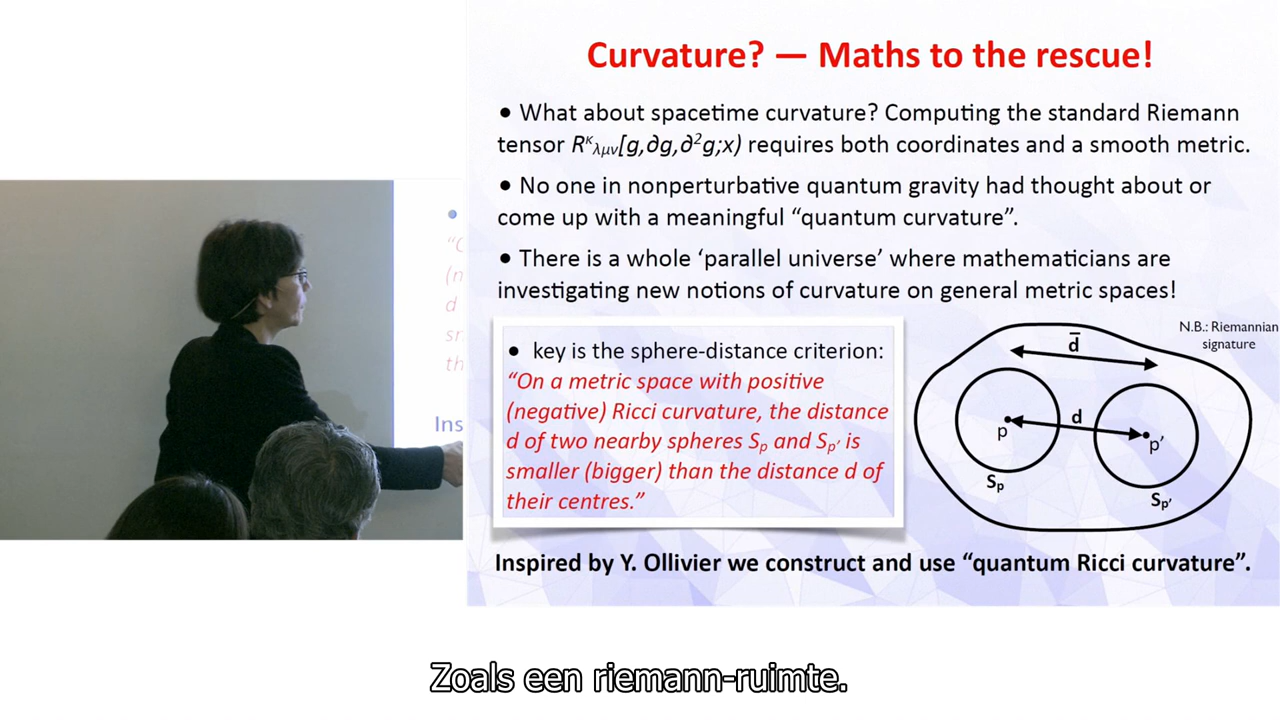 Curvature? — Maths to the rescue!
● What about spacetime curvature? Computing the standard Riemann
tensor Rᵏλμν[g,∂g,∂²g;x) requires both coordinates and a smooth metric.
● No one in nonperturbative quantum gravity had thought about or
come up with a meaningful “quantum curvature”.
● There is a whole ‘parallel universe’ where mathematicians are
investigating new notions of curvature on general metric spaces!
● key is the sphere-distance criterion:
“On a metric space with positive
(negative) Ricci curvature, the distance
d of two nearby spheres Sp and Sp′ is
smaller (bigger) than the distance d of
their centres.”
N.B.: Riemannian
signature
d̄
d
p
p′
Sp
Sp′
Inspired by Y. Ollivier we construct and use “quantum Ricci curvature”.
●
“C
(n
d
sr
th
Ins
Zoals een riemann-ruimte.